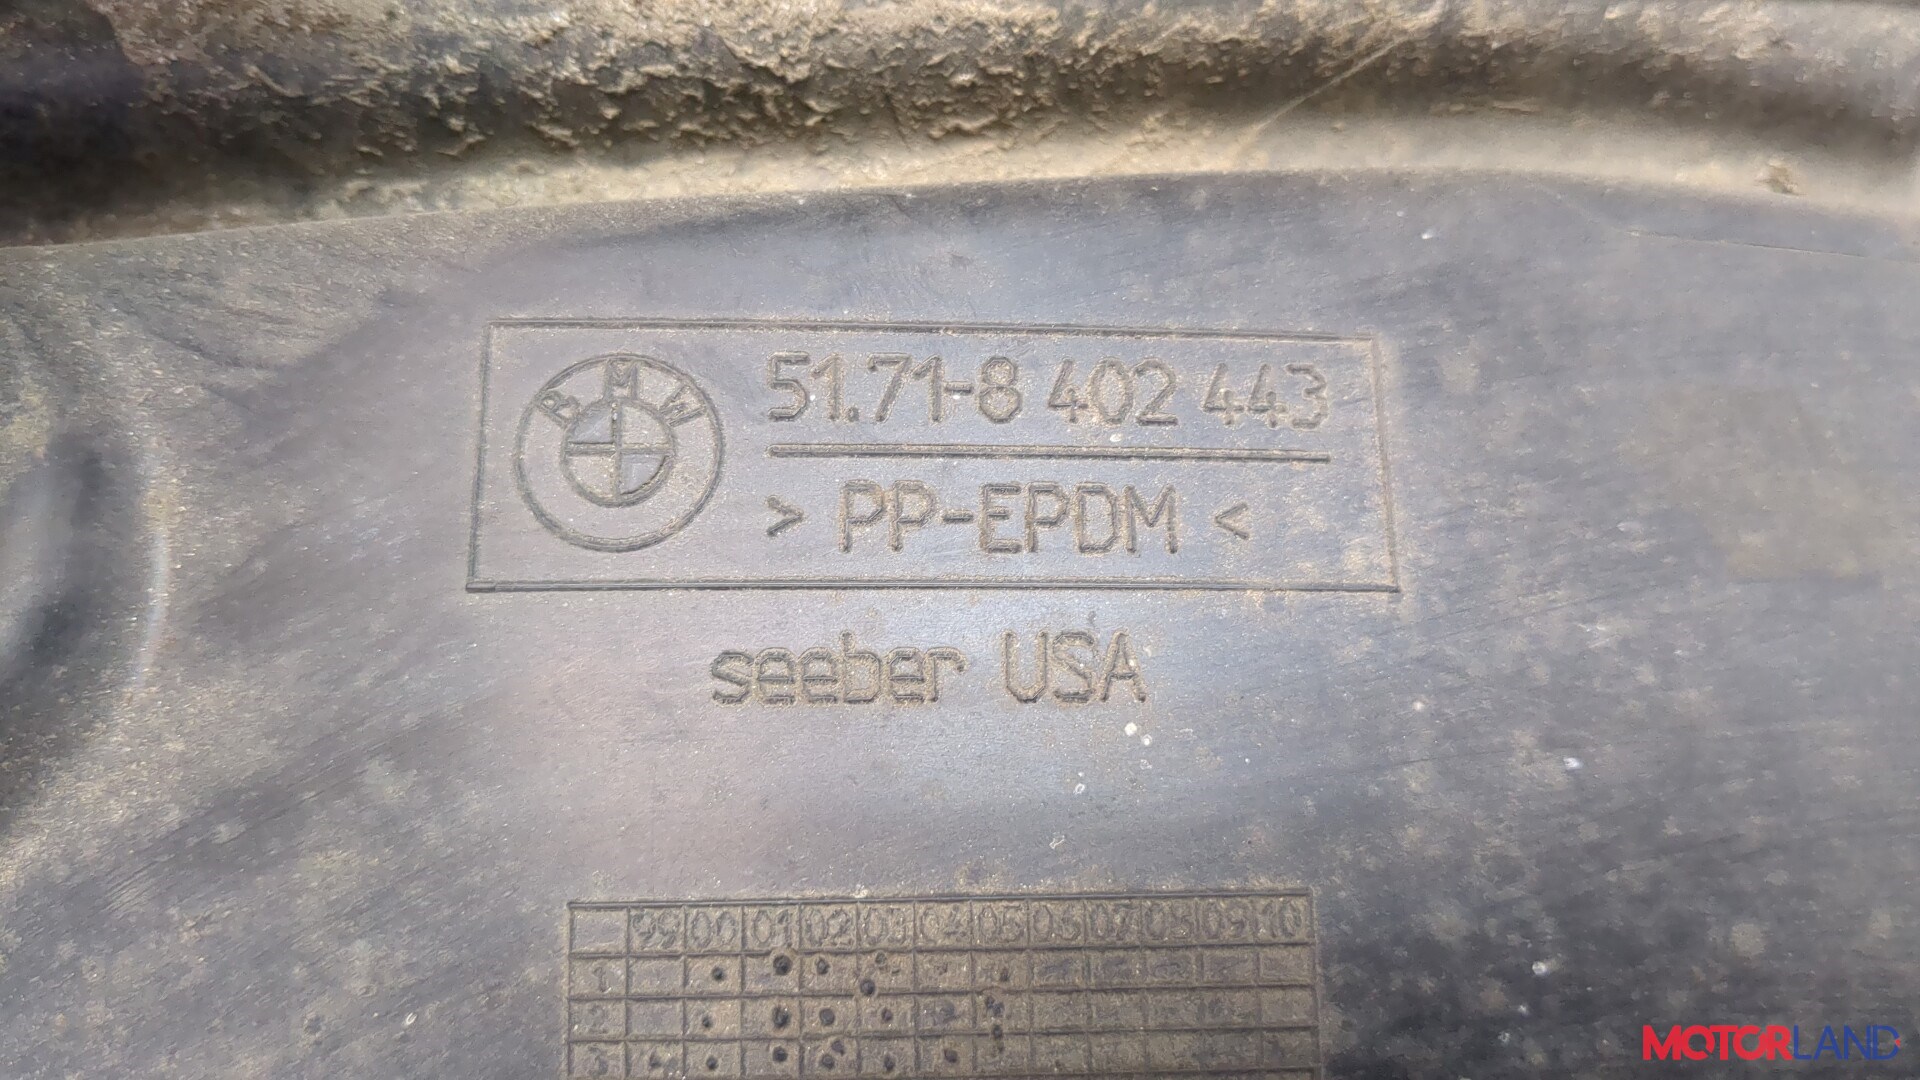 BMW
51.71-8 402 443
> PP-EPDM <
seeber USA
99 00 01 02 03 04 05 06 07 08 09 10
1
2
3
MOTORLAND